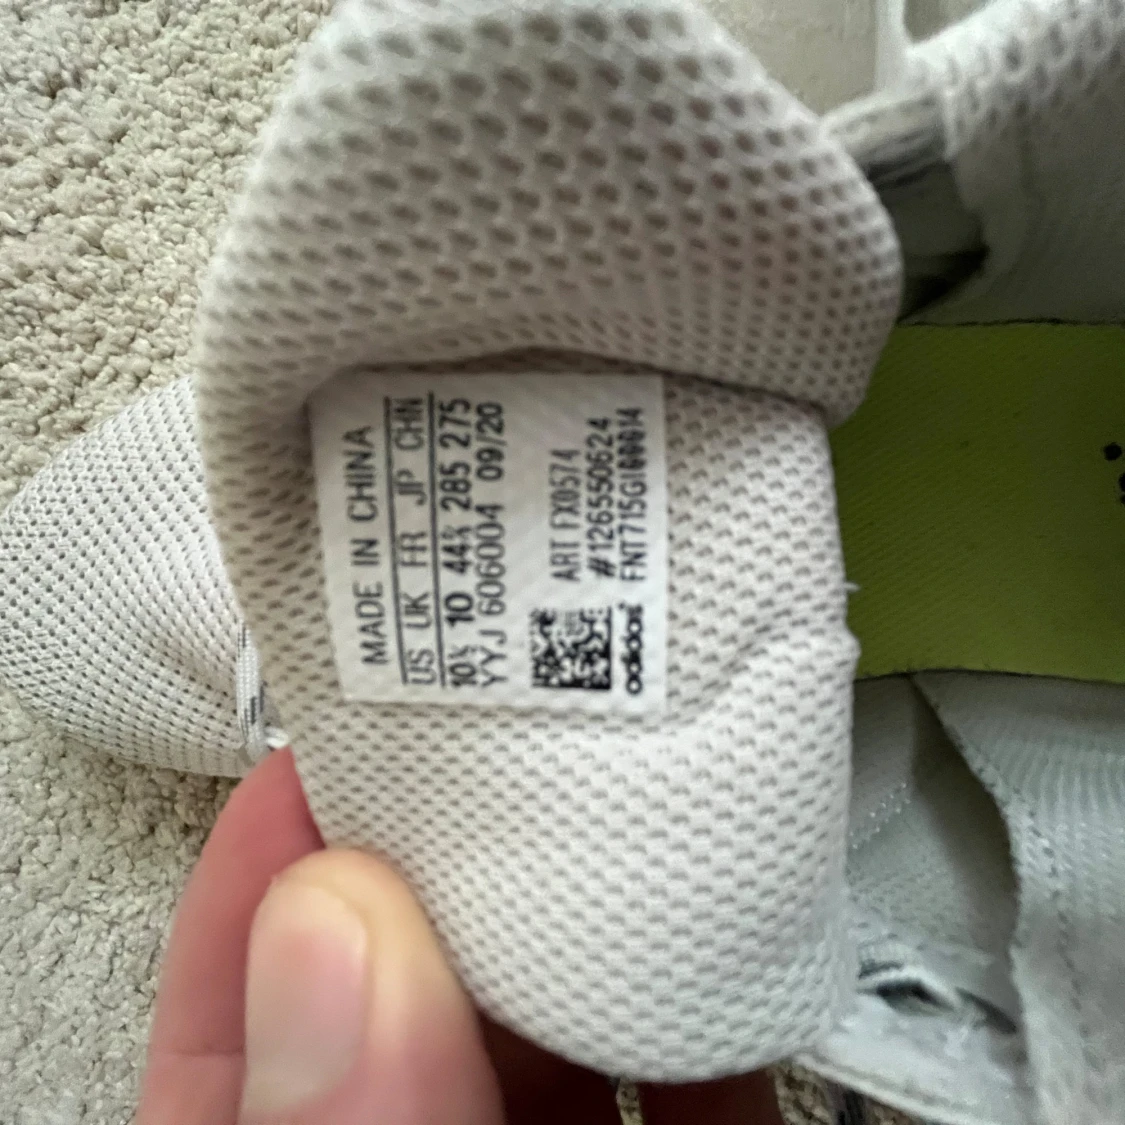 MADE IN CHINA
US UK FR JP CHN
10½ 10 44⅔ 285 275
YYJ 606004 09/20
ART FX0574
#126550624
adidas